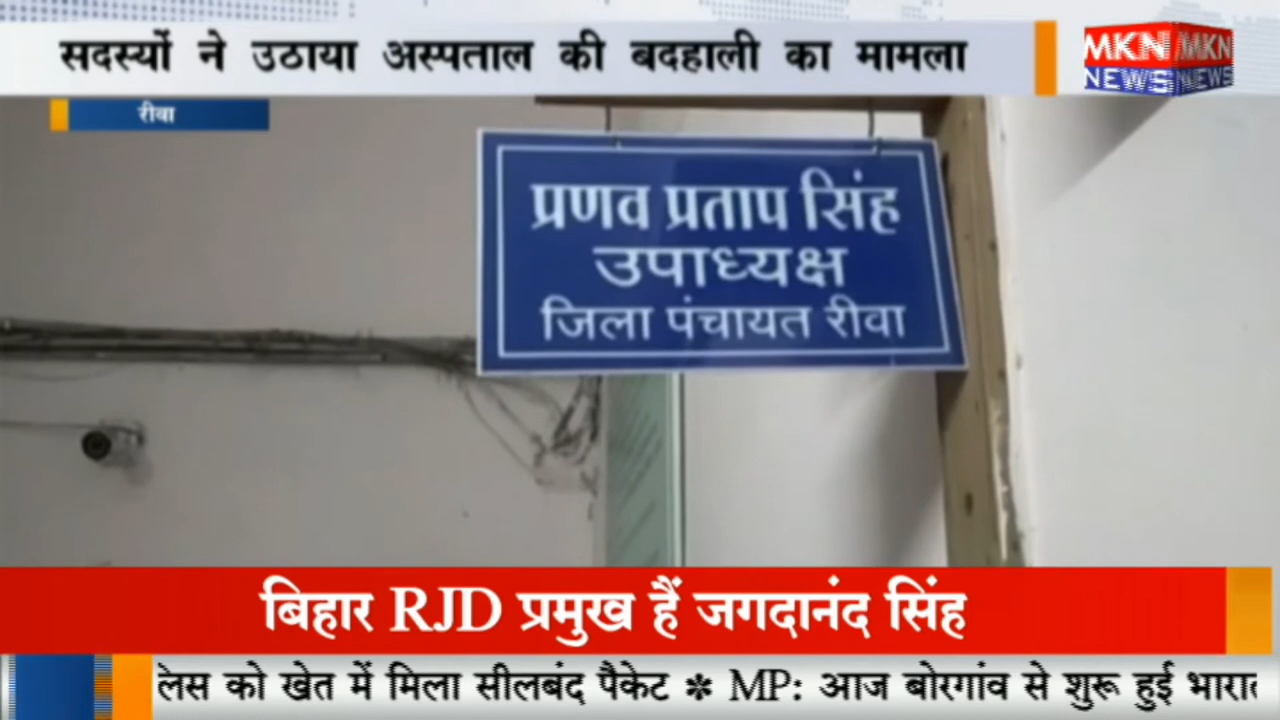 सदस्यों ने उठाया अस्पताल की बदहाली का मामला
MKN NEWS
MKN NEWS
रीवा
प्रणव प्रताप सिंह
उपाध्यक्ष
जिला पंचायत रीवा
बिहार RJD प्रमुख हैं जगदानंद सिंह
लेस को खेत में मिला सीलबंद पैकेट * MP: आज बोरगांव से शुरू हुई